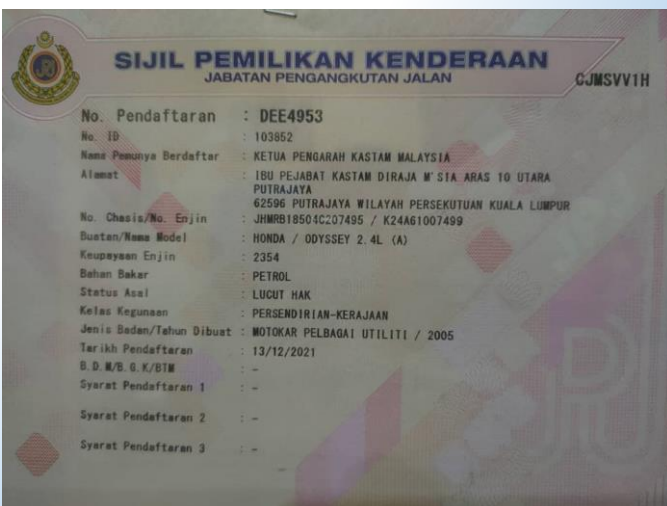 SIJIL PEMILIKAN KENDERAAN
JABATAN PENGANGKUTAN JALAN
CJMSVV1H
No. Pendaftaran : DEE4953
No. ID : 103852
Nama Pemunya Berdaftar : KETUA PENGARAH KASTAM MALAYSIA
Alamat : IBU PEJABAT KASTAM DIRAJA M'SIA ARAS 10 UTARA
PUTRAJAYA
62596 PUTRAJAYA WILAYAH PERSEKUTUAN KUALA LUMPUR
No. Chasis/No. Enjin : JHMRB18504C207495 / K24A61007499
Buatan/Nama Model : HONDA / ODYSSEY 2.4L (A)
Keupayaan Enjin : 2354
Bahan Bakar : PETROL
Status Asal : LUCUT HAK
Kelas Kegunaan : PERSENDIRIAN-KERAJAAN
Jenis Badan/Tahun Dibuat : MOTOKAR PELBAGAI UTILITI / 2005
Tarikh Pendaftaran : 13/12/2021
B.D.M/B.G.K/BTM : -
Syarat Pendaftaran 1 : -
Syarat Pendaftaran 2 : -
Syarat Pendaftaran 3 : -